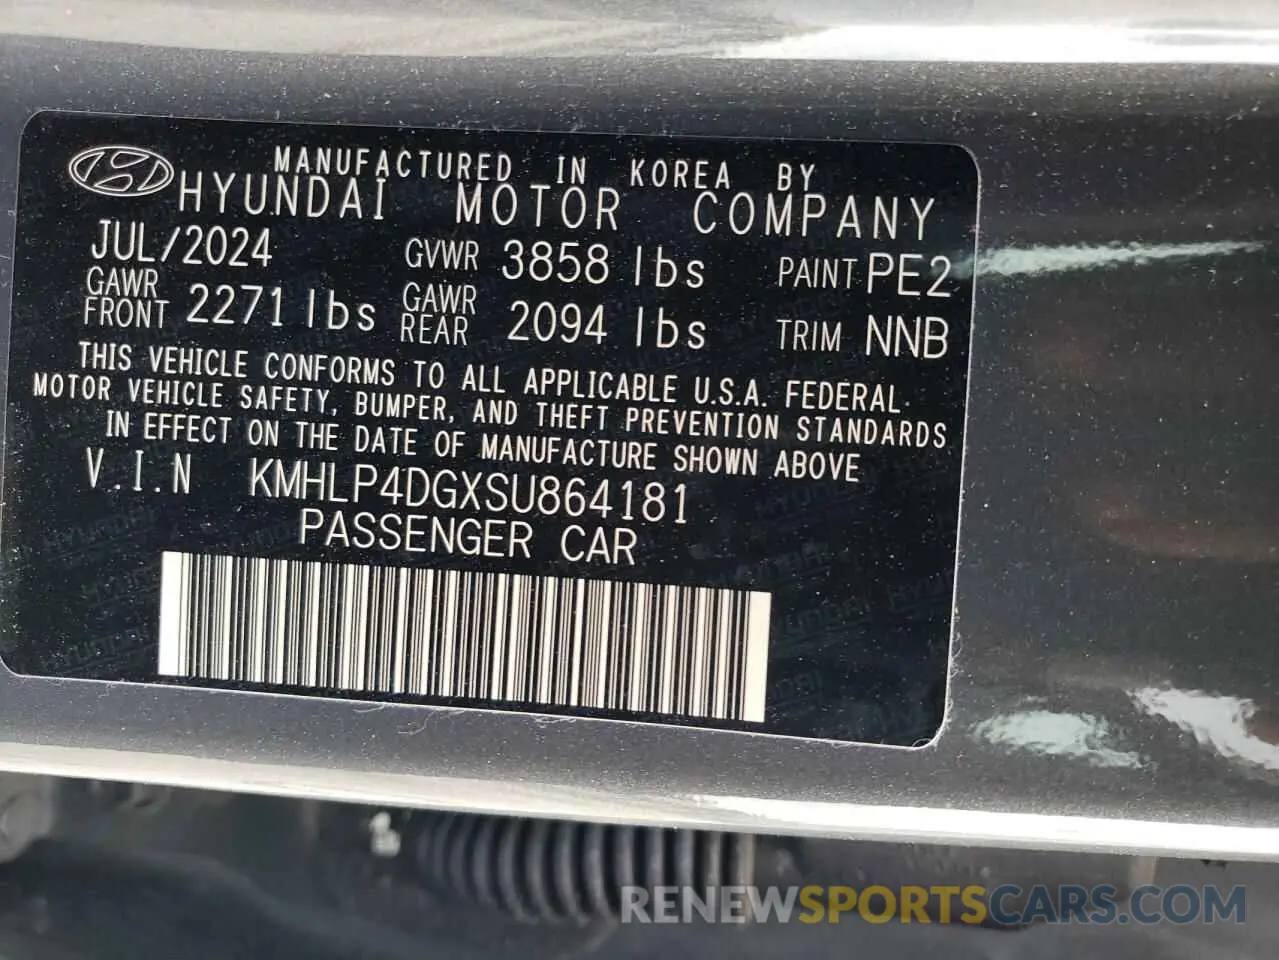 MANUFACTURED IN KOREA BY
HYUNDAI MOTOR COMPANY
JUL/2024 GVWR 3858 lbs PAINT PE2
GAWR FRONT 2271 lbs GAWR REAR 2094 lbs TRIM NNB
THIS VEHICLE CONFORMS TO ALL APPLICABLE U.S.A. FEDERAL
MOTOR VEHICLE SAFETY, BUMPER, AND THEFT PREVENTION STANDARDS
IN EFFECT ON THE DATE OF MANUFACTURE SHOWN ABOVE
V.I.N KMHLP4DGXSU864181
PASSENGER CAR
RENEWSPORTSCARS.COM